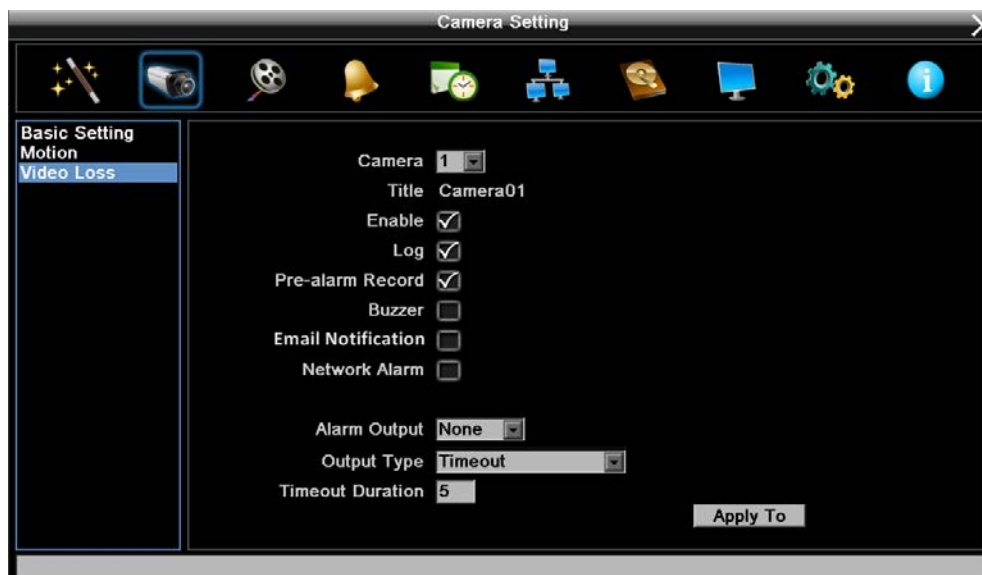 Camera Setting
Basic Setting
Motion
Video Loss
Camera 1
Title Camera01
Enable
Log
Pre-alarm Record
Buzzer
Email Notification
Network Alarm
Alarm Output None
Output Type Timeout
Timeout Duration 5
Apply To